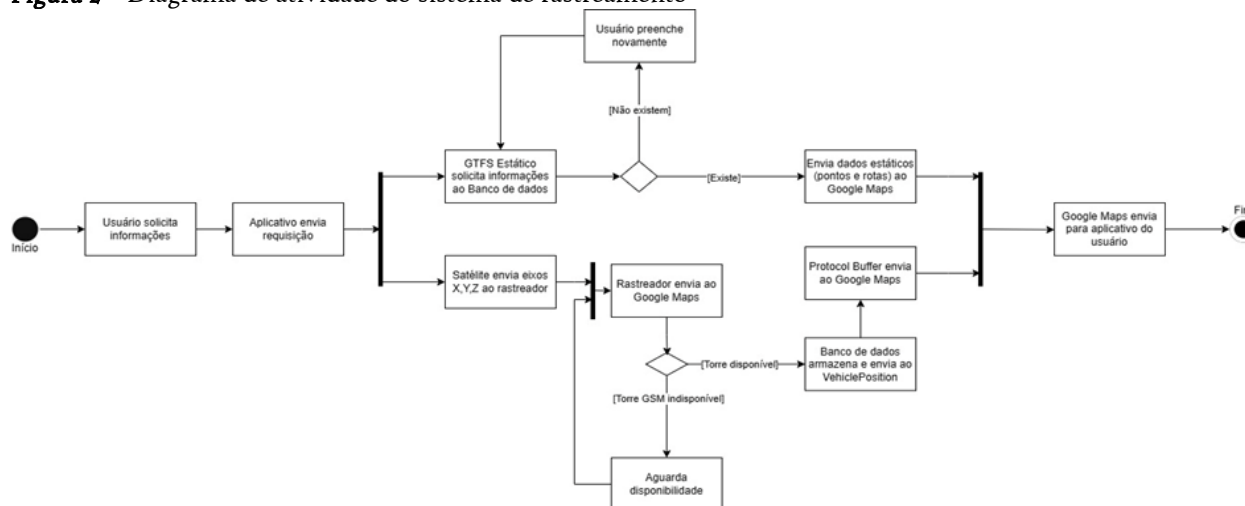 Figura 2 – Diagrama de atividade do sistema de rastreamento
Usuário preenche
novamente
[Não existem]
GTFS Estático
solicita informações
ao Banco de dados
[Existe]
Envia dados estáticos
(pontos e rotas) ao
Google Maps
Início
Usuário solicita
informações
Aplicativo envia
requisição
Google Maps envia
para aplicativo do
usuário
Fim
Satélite envia eixos
X,Y,Z ao rastreador
Rastreador envia ao
Google Maps
Protocol Buffer envia
ao Google Maps
[Torre disponível]
Banco de dados
armazena e envia ao
VehiclePosition
[Torre GSM indisponível]
Aguarda
disponibilidade